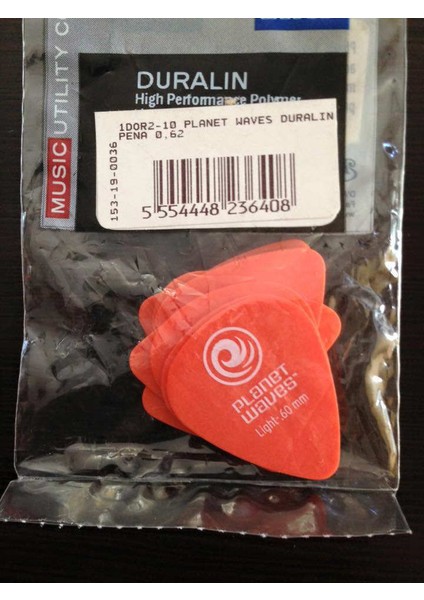 MUSIC UTILITY C
DURALIN
High Performance Polymer
153-19-0036
1DOR2-10 PLANET WAVES DURALIN
PENA 0,62
5 554448 236408
PLANET
WAVES™
Light-.60 mm